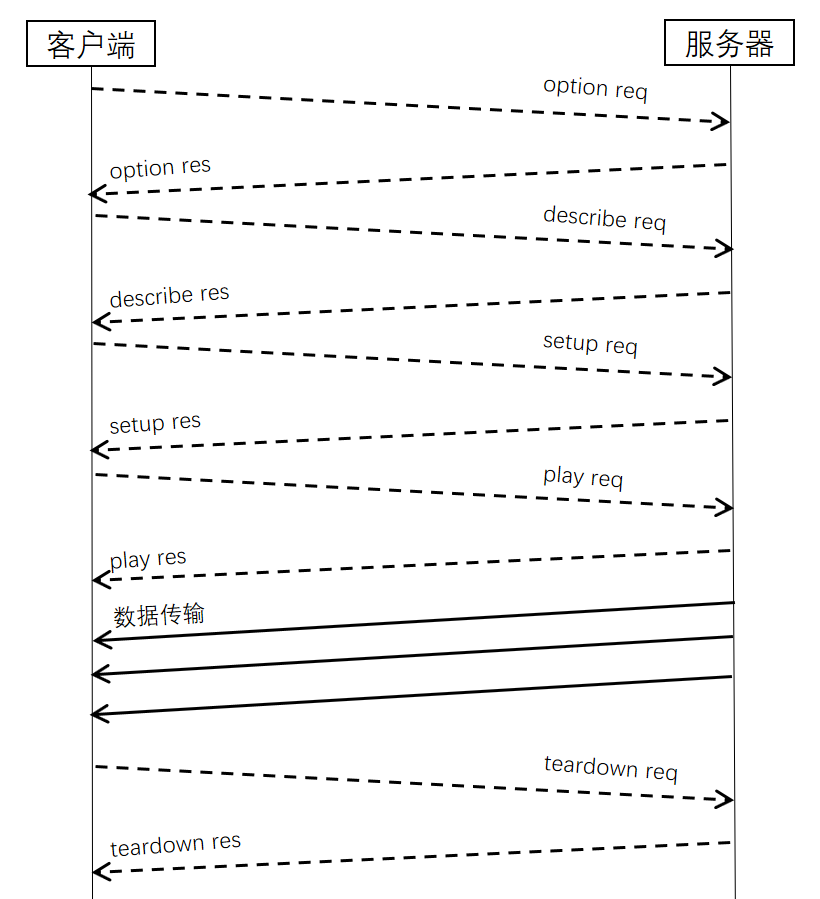 客户端
服务器
option req
option res
describe req
describe res
setup req
setup res
play req
play res
数据传输
teardown req
teardown res